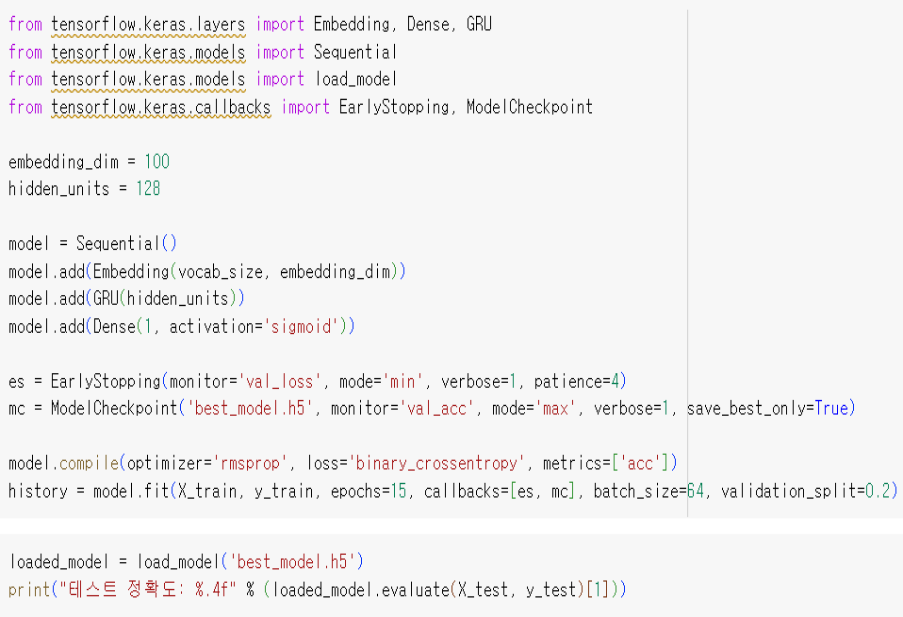 from tensorflow.keras.layers import Embedding, Dense, GRU
from tensorflow.keras.models import Sequential
from tensorflow.keras.models import load_model
from tensorflow.keras.callbacks import EarlyStopping, ModelCheckpoint
embedding_dim = 100
hidden_units = 128
model = Sequential()
model.add(Embedding(vocab_size, embedding_dim))
model.add(GRU(hidden_units))
model.add(Dense(1, activation='sigmoid'))
es = EarlyStopping(monitor='val_loss', mode='min', verbose=1, patience=4)
mc = ModelCheckpoint('best_model.h5', monitor='val_acc', mode='max', verbose=1, save_best_only=True)
model.compile(optimizer='rmsprop', loss='binary_crossentropy', metrics=['acc'])
history = model.fit(X_train, y_train, epochs=15, callbacks=[es, mc], batch_size=64, validation_split=0.2)
loaded_model = load_model('best_model.h5')
print("테스트 정확도: %.4f" % (loaded_model.evaluate(X_test, y_test)[1]))